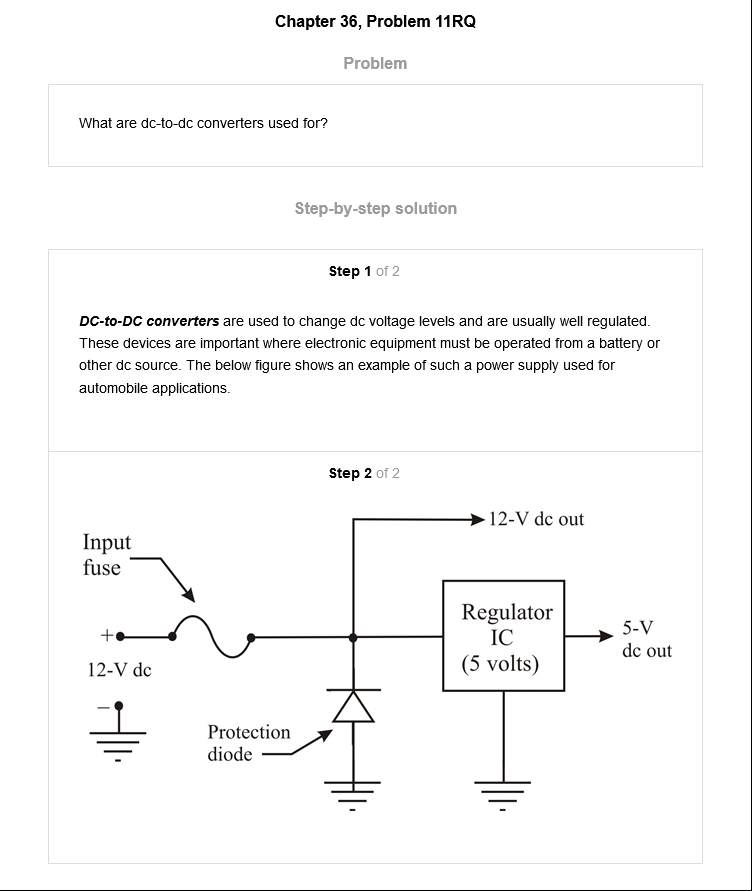 Chapter 36, Problem 11RQ
Problem
What are dc-to-dc converters used for?
Step-by-step solution
Step 1 of 2
DC-to-DC converters are used to change dc voltage levels and are usually well regulated.
These devices are important where electronic equipment must be operated from a battery or
other dc source. The below figure shows an example of such a power supply used for
automobile applications.
Step 2 of 2
12-V dc out
Input
fuse
Regulator
IC
(5 volts)
5-V
dc out
+
12-V dc
−
Protection
diode